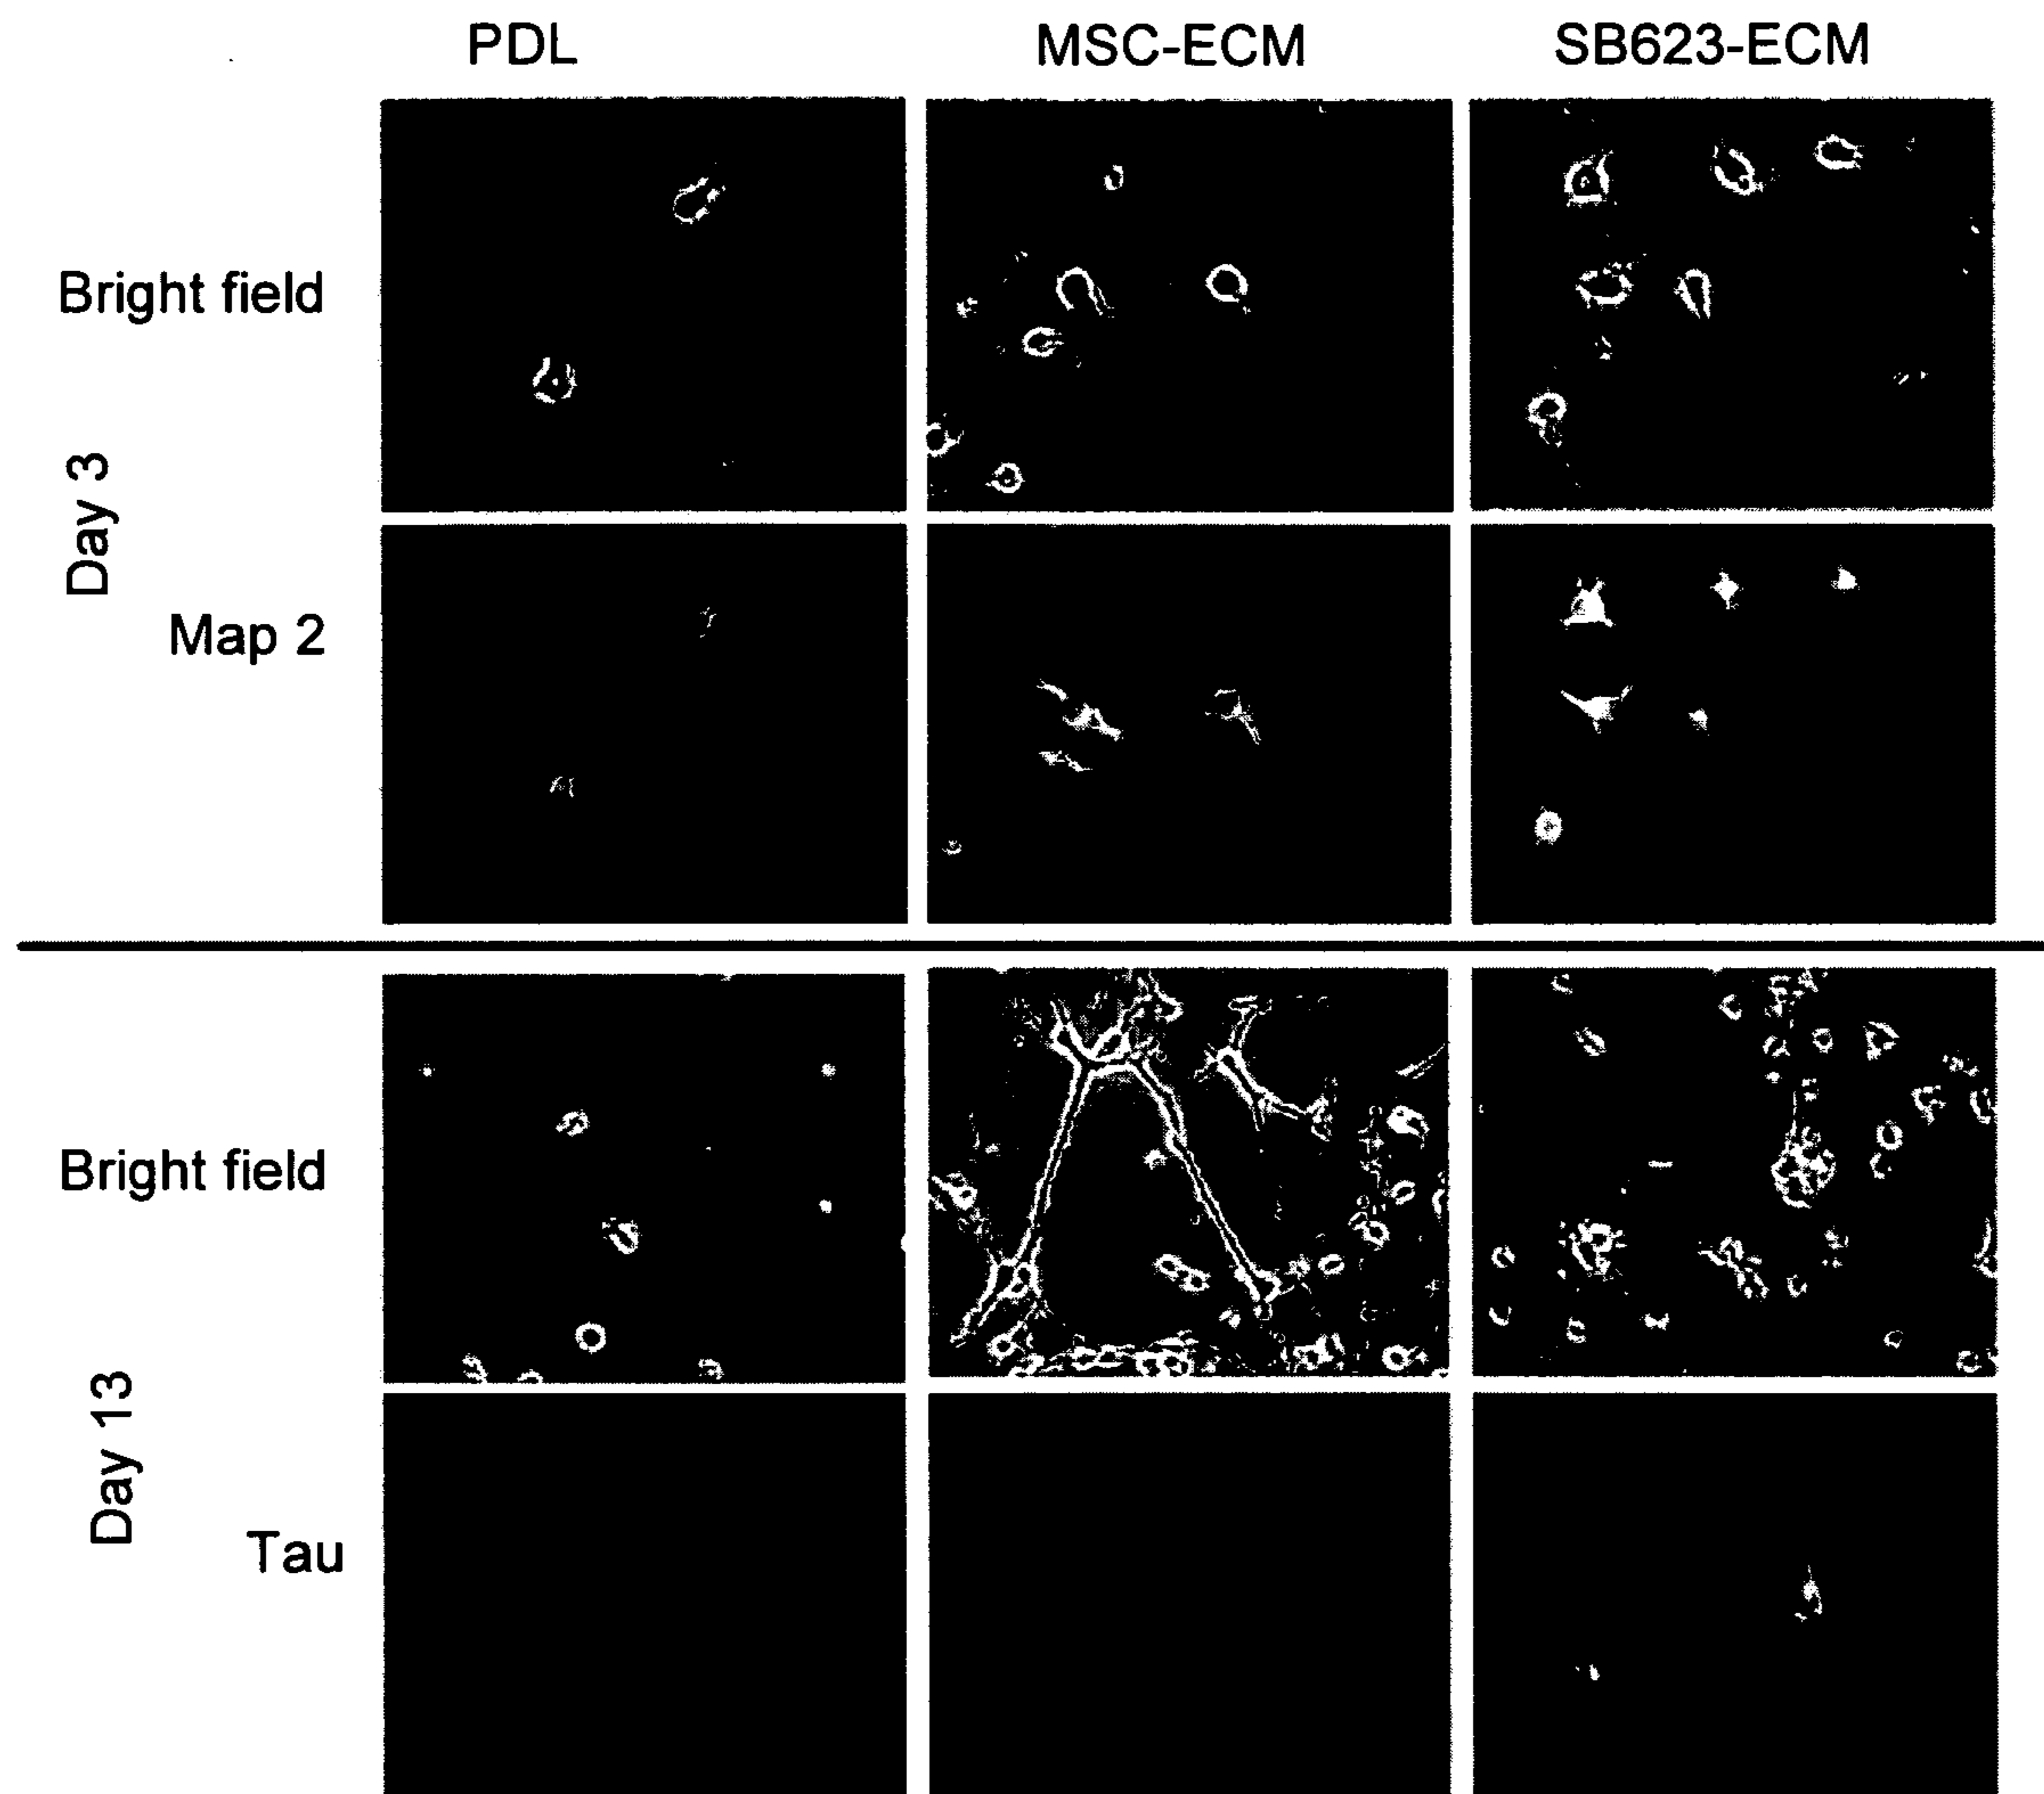 PDL MSC-ECM SB623-ECM
Bright field
Day 3
Map 2
Bright field
Day 13
Tau